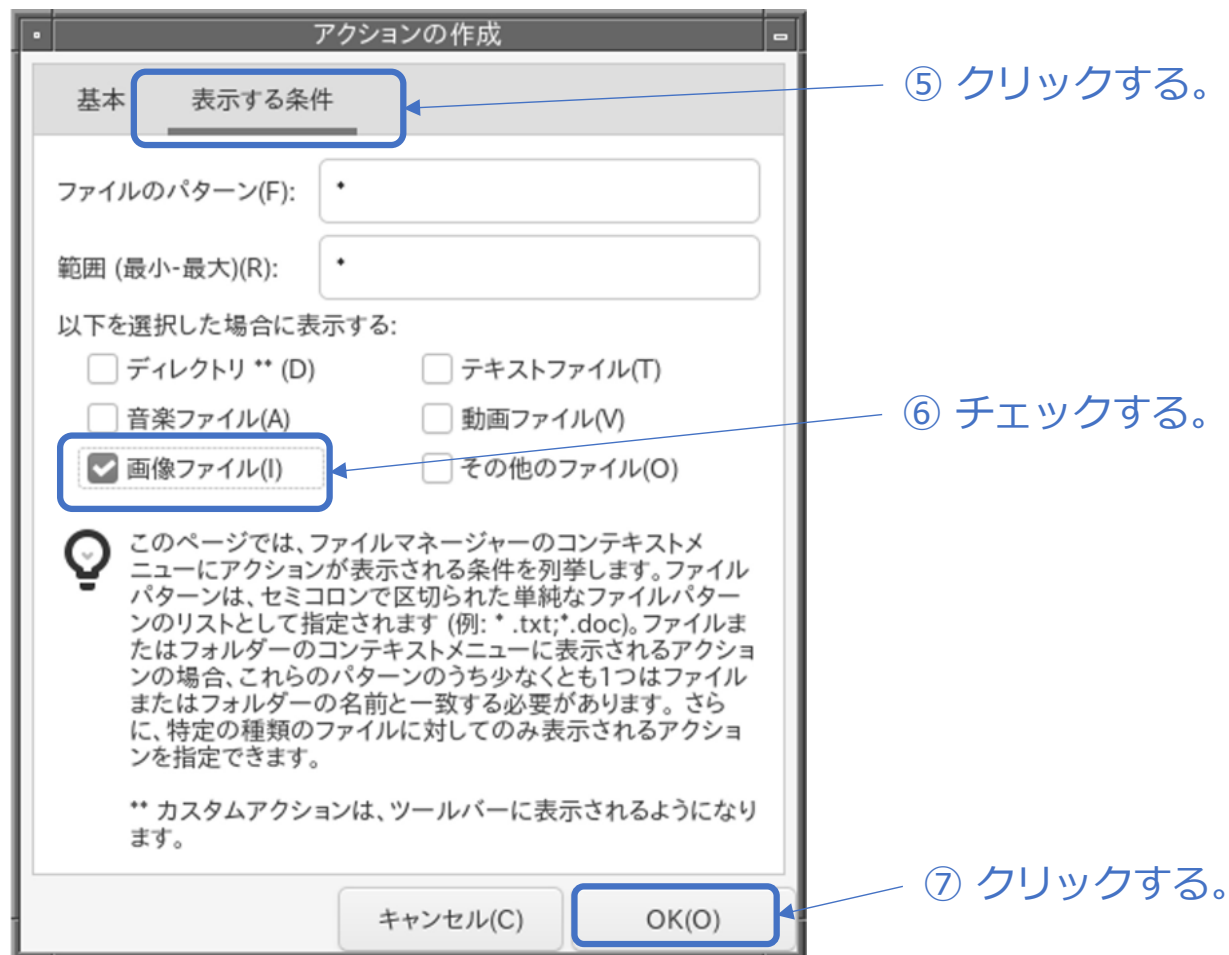 アクションの作成
基本 表示する条件
⑤ クリックする。
ファイルのパターン(F): *
範囲 (最小-最大)(R): *
以下を選択した場合に表示する:
ディレクトリ ** (D) テキストファイル(T)
音楽ファイル(A) 動画ファイル(V)
⑥ チェックする。
画像ファイル(I) その他のファイル(O)
このページでは、ファイルマネージャーのコンテキストメ
ニューにアクションが表示される条件を列挙します。ファイル
パターンは、セミコロンで区切られた単純なファイルパター
ンのリストとして指定されます (例: * .txt;*.doc)。ファイルま
たはフォルダーのコンテキストメニューに表示されるアクショ
ンの場合、これらのパターンのうち少なくとも1つはファイル
またはフォルダーの名前と一致する必要があります。さら
に、特定の種類のファイルに対してのみ表示されるアクショ
ンを指定できます。
** カスタムアクションは、ツールバーに表示されるようになり
ます。
⑦ クリックする。
キャンセル(C) OK(O)